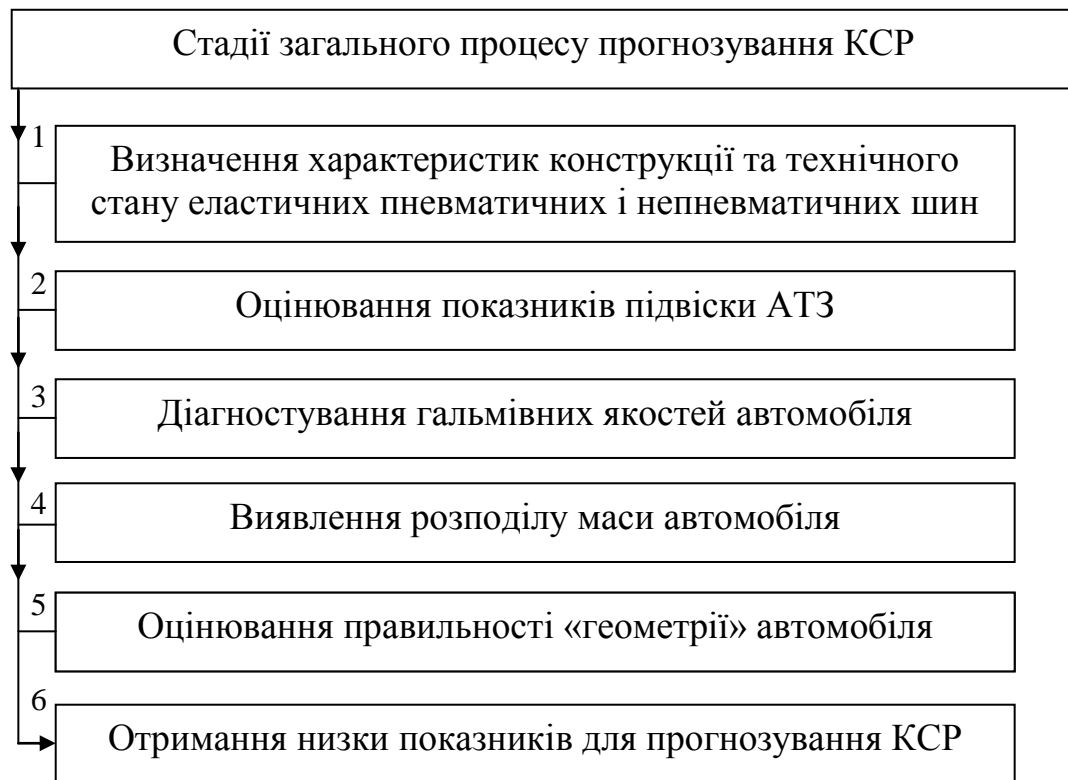 Стадії загального процесу прогнозування КСР
1
Визначення характеристик конструкції та технічного
стану еластичних пневматичних і непневматичних шин
2
Оцінювання показників підвіски АТЗ
3
Діагностування гальмівних якостей автомобіля
4
Виявлення розподілу маси автомобіля
5
Оцінювання правильності «геометрії» автомобіля
6
Отримання низки показників для прогнозування КСР